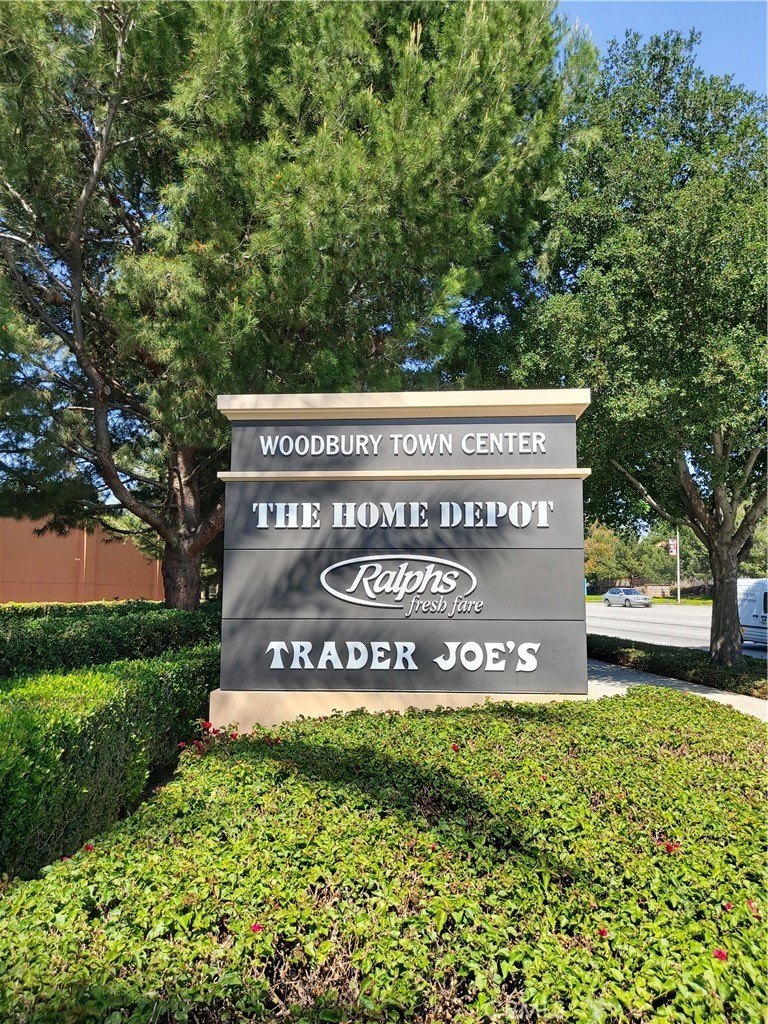 WOODBURY TOWN CENTER
THE HOME DEPOT
Ralphs
fresh fare
TRADER JOE'S